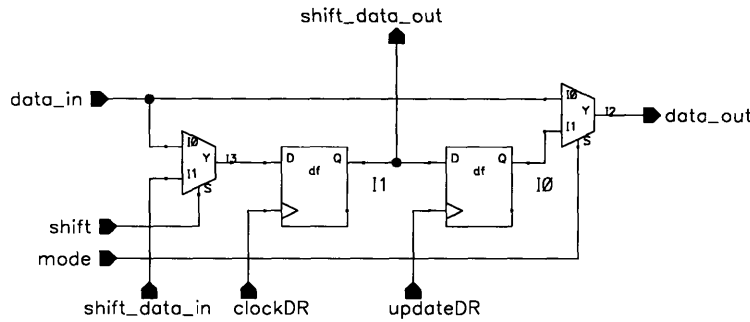 shift_data_out
data_in
I0
I1
Y
S
I3
D
Q
df
I1
D
Q
df
I0
I0
I1
Y
S
I2
data_out
shift
mode
shift_data_in
clockDR
updateDR